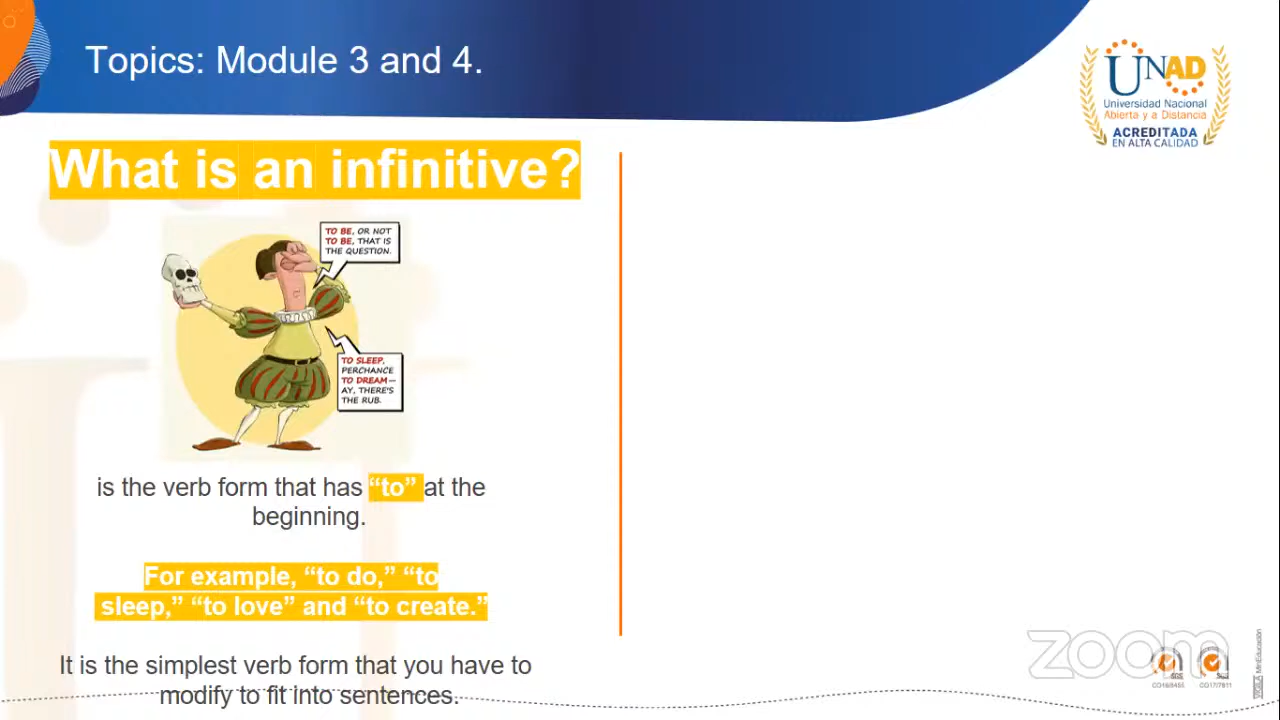 Topics: Module 3 and 4.
UNAD
Universidad Nacional
Abierta y a Distancia
ACREDITADA
EN ALTA CALIDAD
What is an infinitive?
TO BE, OR NOT
TO BE, THAT IS
THE QUESTION.
TO SLEEP,
PERCHANCE
TO DREAM—
AY, THERE'S
THE RUB.
is the verb form that has “to” at the
beginning.
For example, “to do,” “to
sleep,” “to love” and “to create.”
It is the simplest verb form that you have to
modify to fit into sentences.
zoom
SGS
SGS
MinEducación